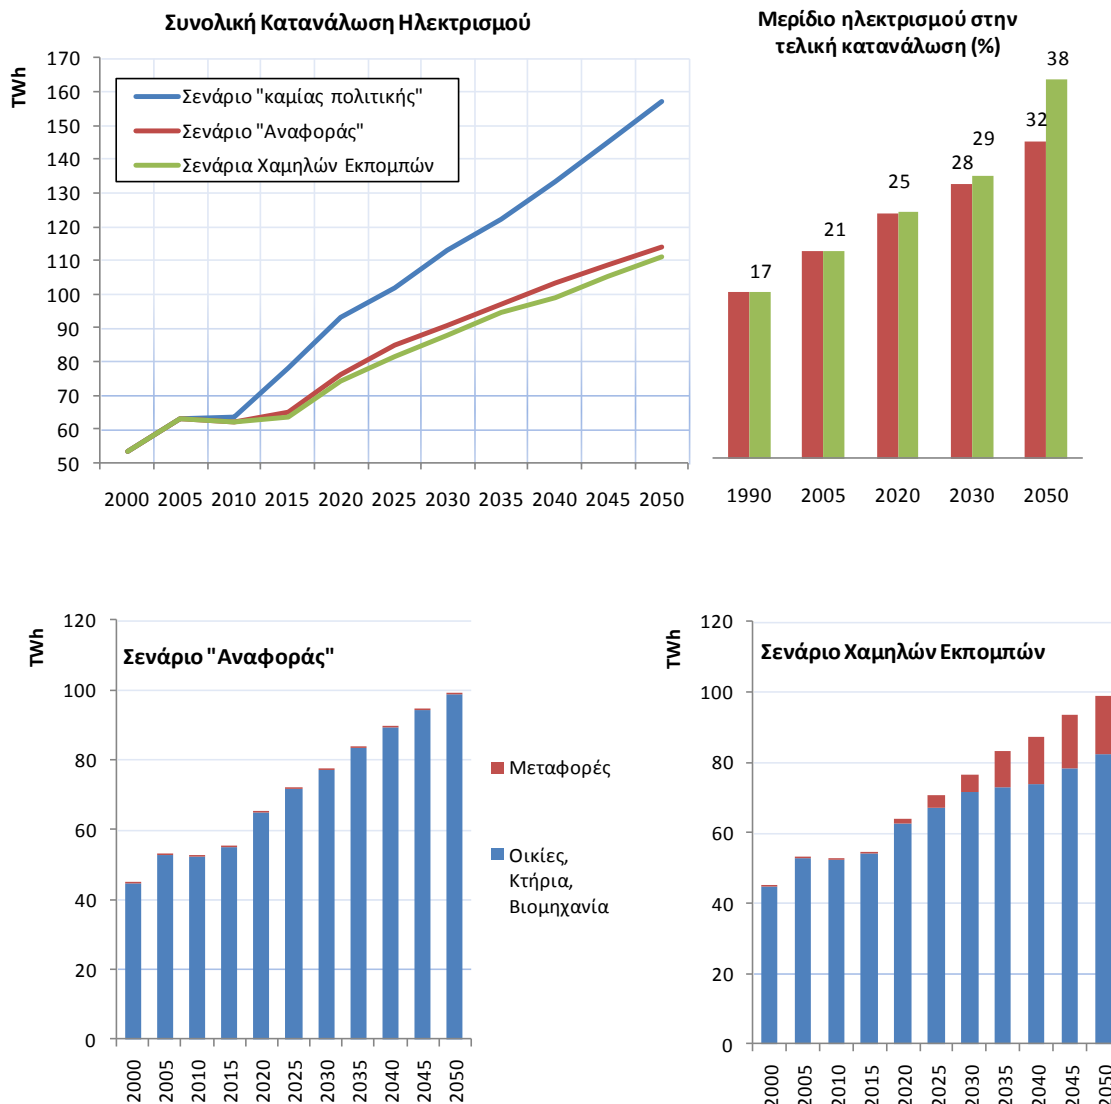 Συνολική Κατανάλωση Ηλεκτρισμού
TWh
170
160
150
140
130
120
110
100
90
80
70
60
50
Σενάριο "καμίας πολιτικής"
Σενάριο "Αναφοράς"
Σενάρια Χαμηλών Εκπομπών
2000 2005 2010 2015 2020 2025 2030 2035 2040 2045 2050
Μερίδιο ηλεκτρισμού στην
τελική κατανάλωση (%)
17
21
25
28
29
32
38
1990 2005 2020 2030 2050
TWh
Σενάριο "Αναφοράς"
120
100
80
60
40
20
0
2000 2005 2010 2015 2020 2025 2030 2035 2040 2045 2050
Μεταφορές
Οικίες,
Κτήρια,
Βιομηχανία
TWh
Σενάριο Χαμηλών Εκπομπών
120
100
80
60
40
20
0
2000 2005 2010 2015 2020 2025 2030 2035 2040 2045 2050